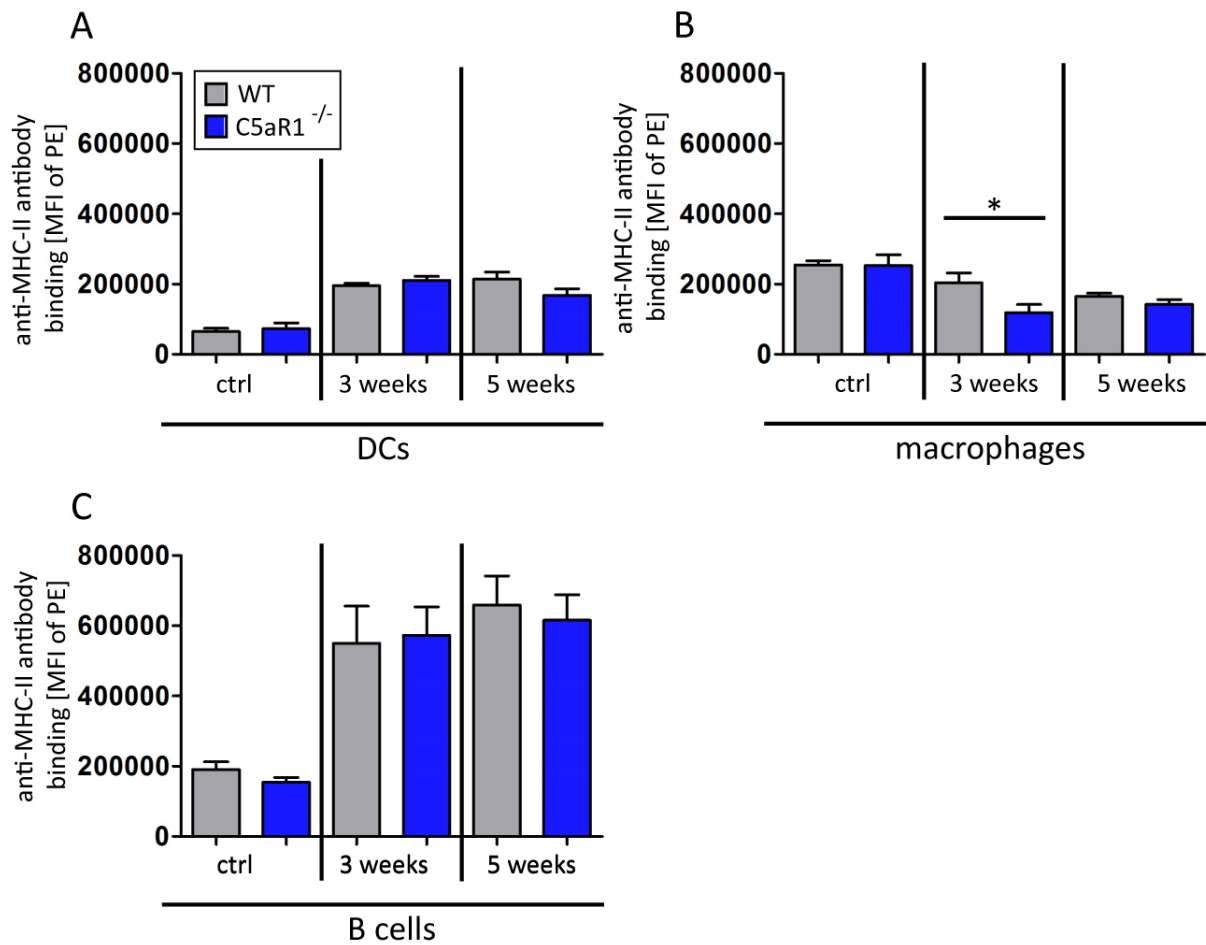 A
anti-MHC-II antibody
binding [MFI of PE]
800000
600000
400000
200000
0
WT
C5aR1 -/-
ctrl
3 weeks
5 weeks
DCs
B
anti-MHC-II antibody
binding [MFI of PE]
800000
600000
400000
200000
0
*
ctrl
3 weeks
5 weeks
macrophages
C
anti-MHC-II antibody
binding [MFI of PE]
800000
600000
400000
200000
0
ctrl
3 weeks
5 weeks
B cells